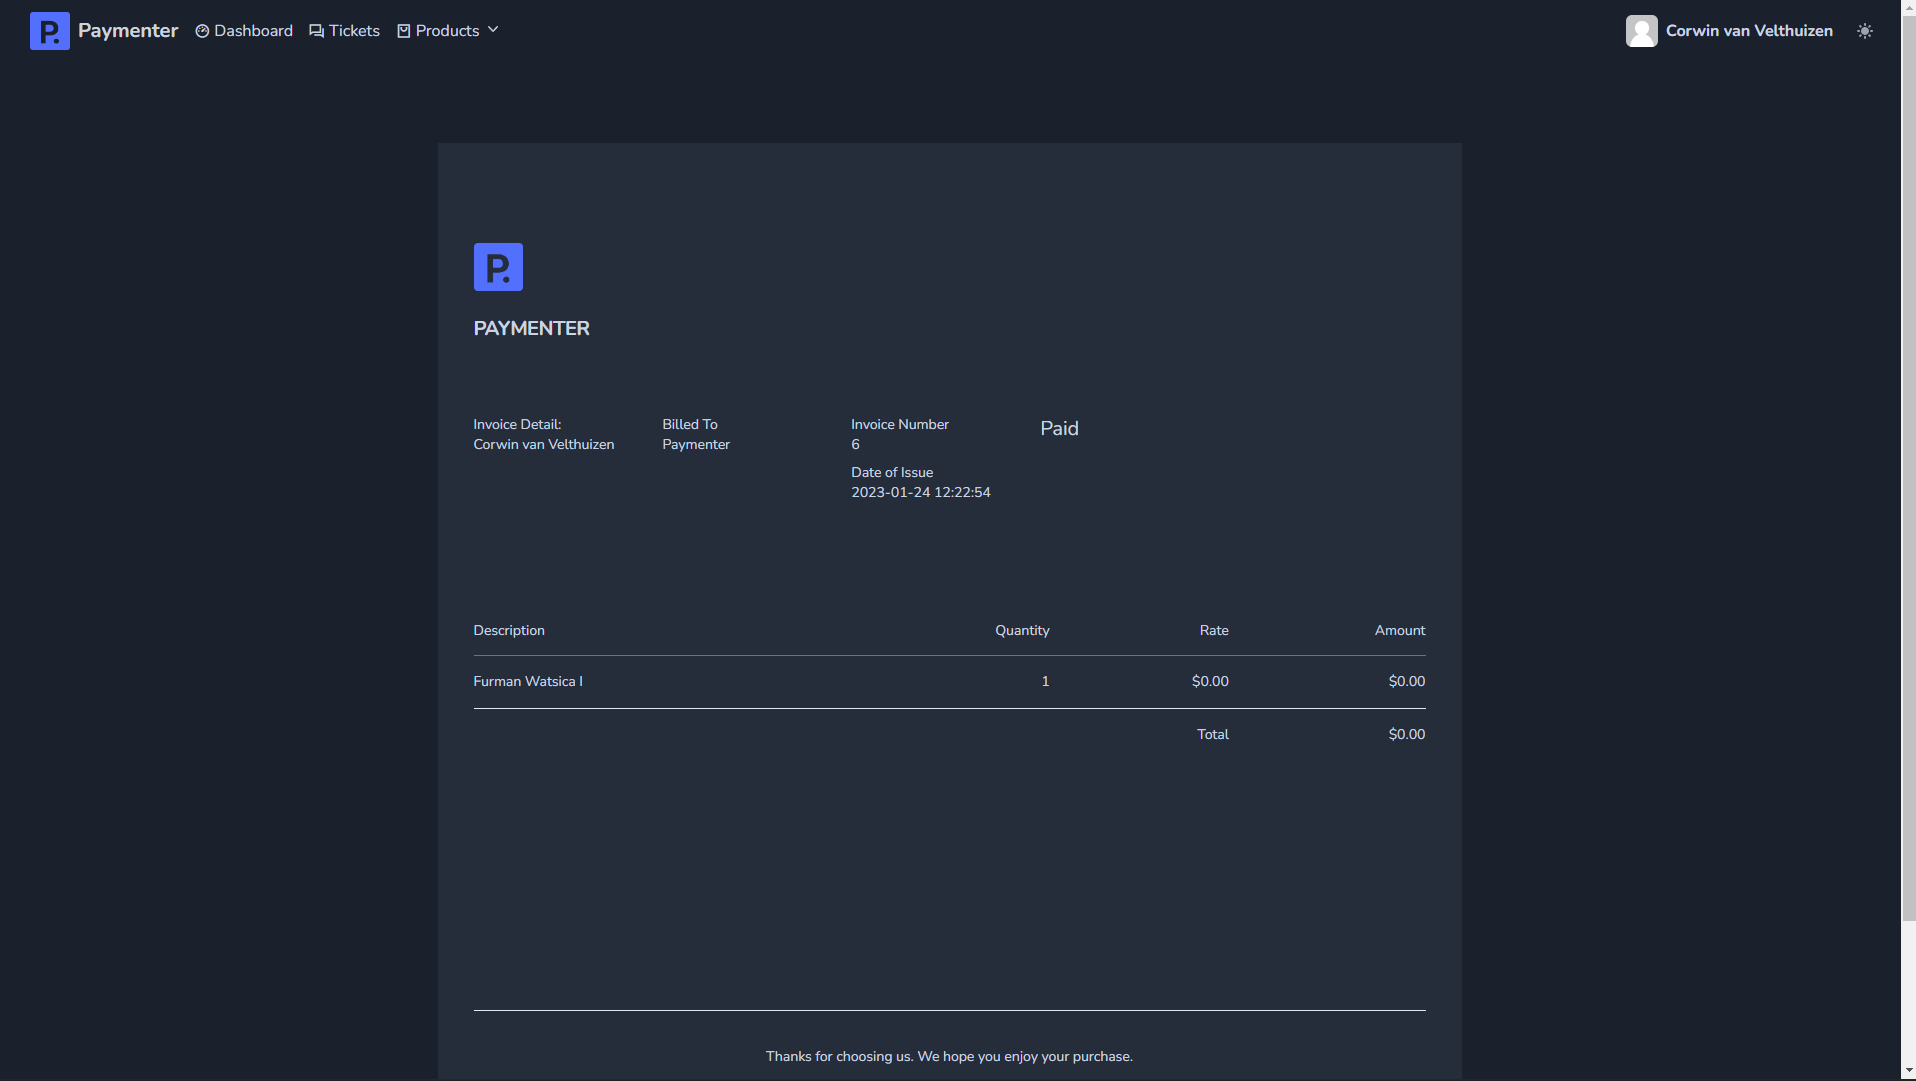 P. Paymenter Dashboard Tickets Products Corwin van Velthuizen
P.
PAYMENTER
Invoice Detail: Billed To Invoice Number Paid
Corwin van Velthuizen Paymenter 6
Date of Issue
2023-01-24 12:22:54
Description Quantity Rate Amount
Furman Watsica I 1 $0.00 $0.00
Total $0.00
Thanks for choosing us. We hope you enjoy your purchase.